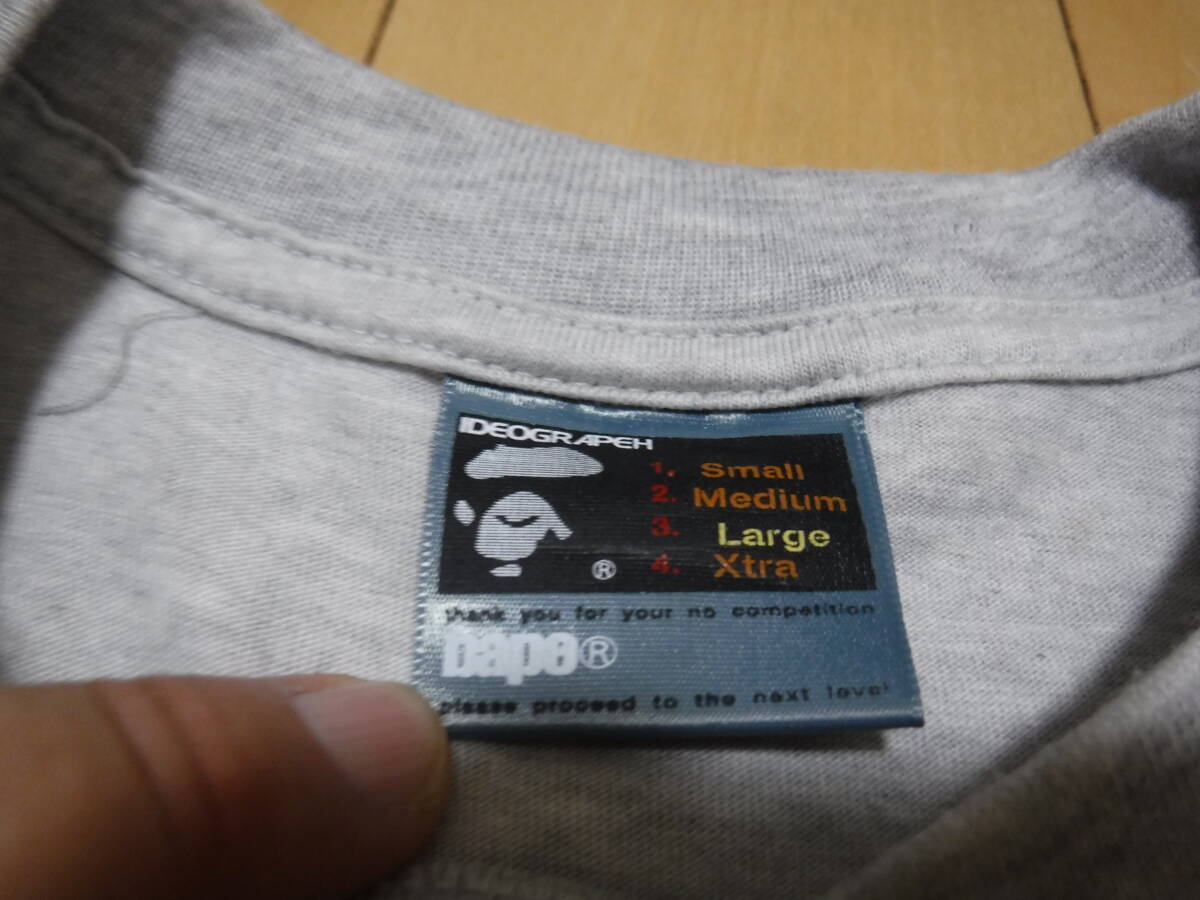 IDEOGRAPEH
1. Small
2. Medium
3. Large
4. Xtra
®
thank you for your no competition
bape®
please proceed to the next level